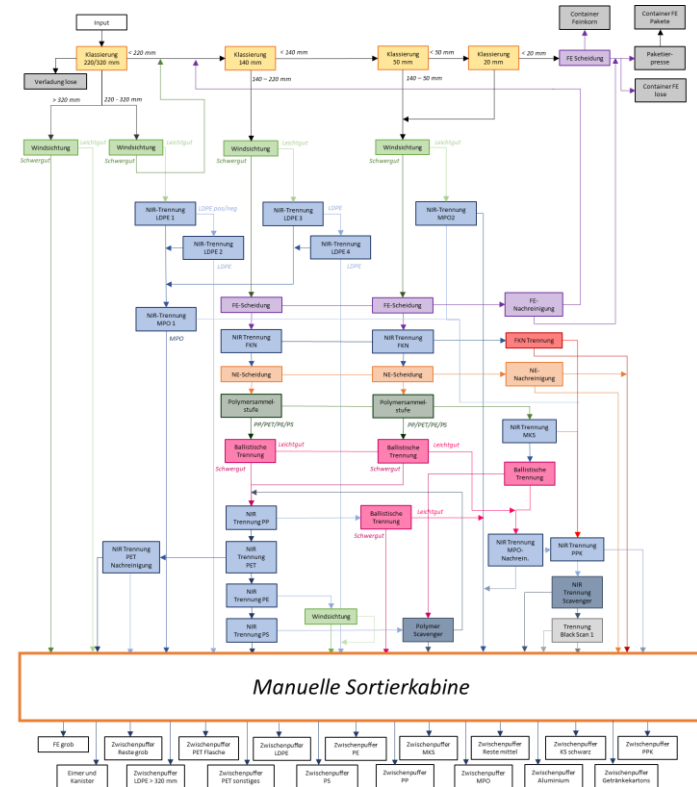 Container
Feinkorn
Container FE
Pakete
Input
< 220 mm
< 140 mm
< 50 mm
< 20 mm
Klassierung
220/320 mm
Klassierung
140 mm
Klassierung
50 mm
Klassierung
20 mm
FE Scheidung
Paketier-
presse
Verladung lose
140 – 220 mm
140 – 50 mm
Container FE
lose
> 320 mm
220 - 320 mm
Windsichtung
Windsichtung
Leichtgut
Windsichtung
Leichtgut
Windsichtung
Leichtgut
Schwergut
Schwergut
Schwergut
NIR-Trennung
LDPE 1
LDPE pos/neg
NIR-Trennung
LDPE 3
LDPE
NIR-Trennung
MPO2
NIR-Trennung
LDPE 2
NIR-Trennung
LDPE 4
LDPE
LDPE
FE-Scheidung
FE-Scheidung
FE-
Nachreinigung
NIR-Trennung
MPO 1
MPO
NIR Trennung
FKN
NIR Trennung
FKN
FKN Trennung
NE-Scheidung
NE-Scheidung
NE-
Nachreinigung
Polymersammel-
stufe
Polymersammel-
stufe
PP/PET/PE/PS
PP/PET/PE/PS
NIR Trennung
MKS
Ballistische
Trennung
Leichtgut
Ballistische
Trennung
Leichtgut
Schwergut
Schwergut
Ballistische
Trennung
NIR
Trennung PP
Ballistische
Trennung
Leichtgut
Schwergut
NIR Trennung
PET
Nachreinigung
NIR
Trennung
PET
NIR Trennung
MPO-
Nachrein.
NIR Trennung
PPK
NIR
Trennung PE
NIR
Trennung
Scavenger
NIR
Trennung PS
Windsichtung
Polymer
Scavenger
Trennung
Black Scan 1
Manuelle Sortierkabine
FE grob
Zwischenpuffer
Reste grob
Zwischenpuffer
PET Flasche
Zwischenpuffer
LDPE
Zwischenpuffer
PE
Zwischenpuffer
MKS
Zwischenpuffer
Reste mittel
Zwischenpuffer
KS schwarz
Zwischenpuffer
PPK
Eimer und
Kanister
Zwischenpuffer
LDPE > 320 mm
Zwischenpuffer
PET sonstiges
Zwischenpuffer
PS
Zwischenpuffer
PP
Zwischenpuffer
MPO
Zwischenpuffer
Aluminium
Zwischenpuffer
Getränkekartons